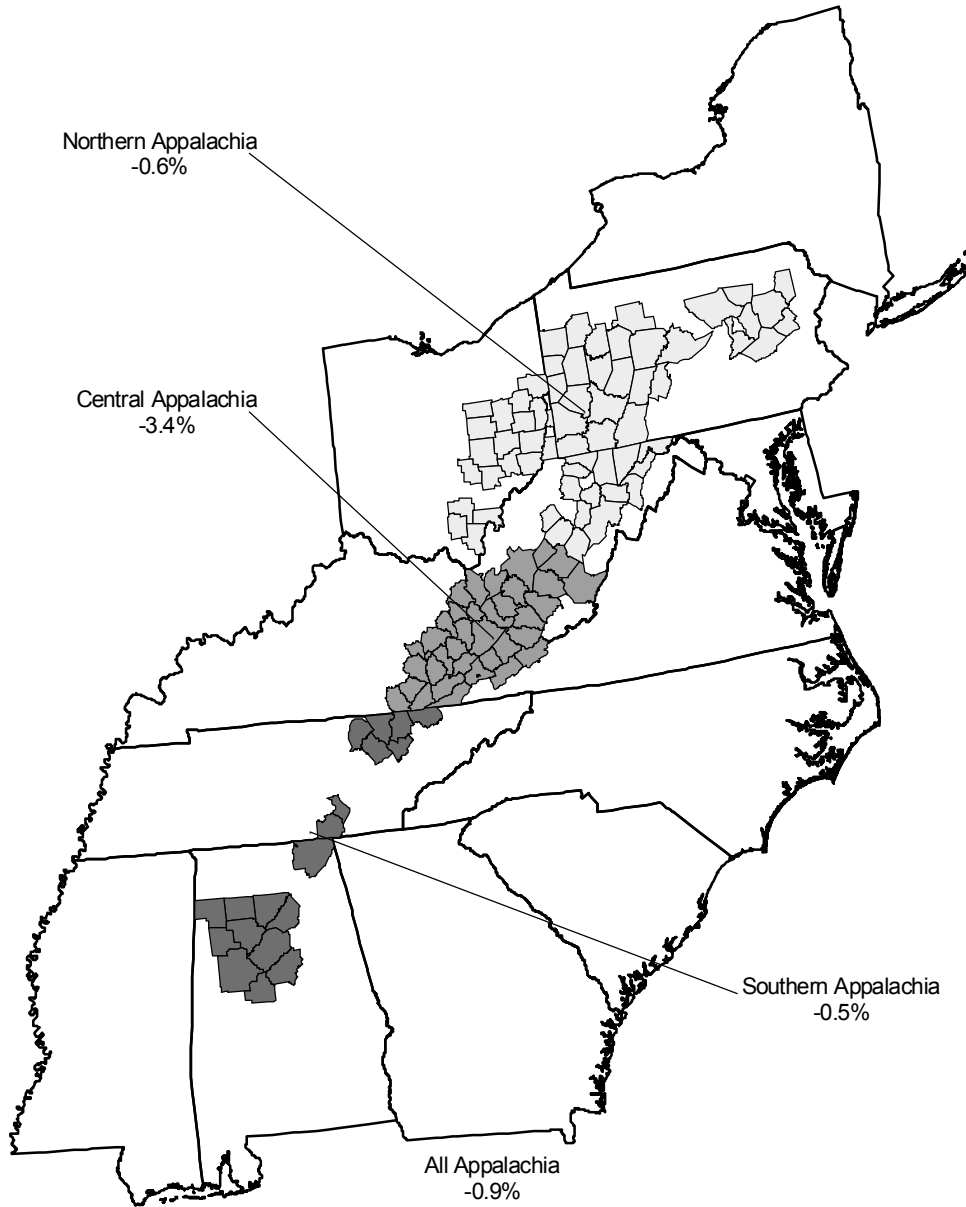 Northern Appalachia
-0.6%
Central Appalachia
-3.4%
Southern Appalachia
-0.5%
All Appalachia
-0.9%